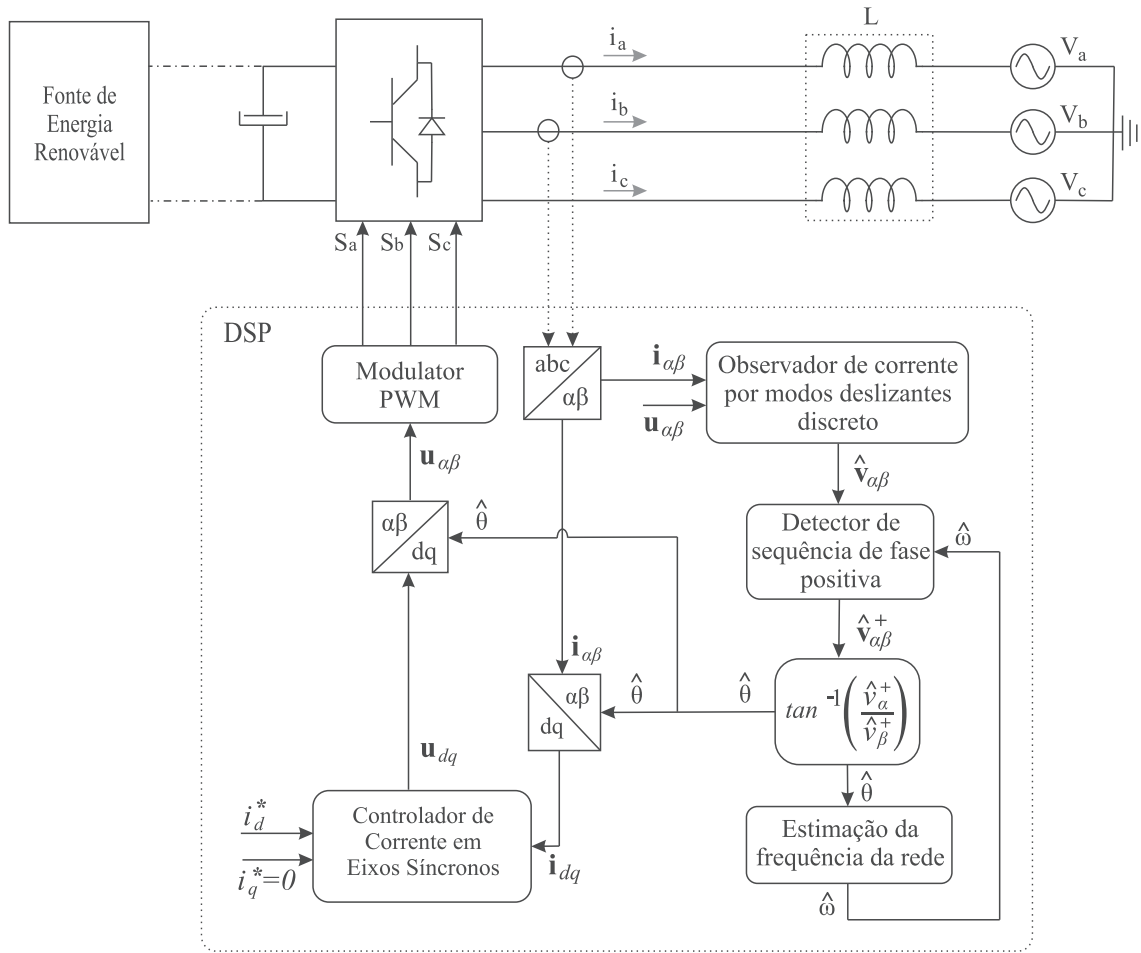 Fonte de
Energia
Renovável
i_a
i_b
i_c
L
V_a
V_b
V_c
S_a
S_b
S_c
DSP
Modulator
PWM
abc
αβ
i_αβ
u_αβ
Observador de corrente
por modos deslizantes
discreto
v̂_αβ
u_αβ
αβ
dq
θ̂
Detector de
sequência de fase
positiva
ω̂
v̂⁺_αβ
i_αβ
αβ
dq
θ̂
θ̂
tan⁻¹(v̂⁺_α / v̂⁺_β)
u_dq
θ̂
i*_d
i*_q=0
Controlador de
Corrente em
Eixos Síncronos
i_dq
Estimação da
frequência da rede
ω̂